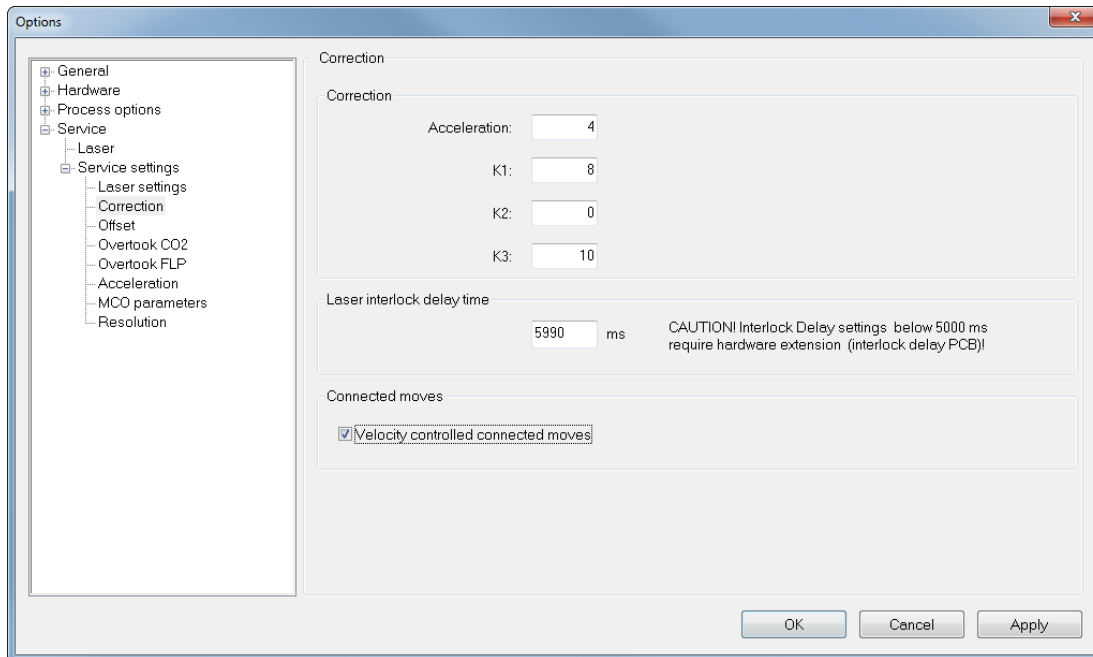 Options
General
Hardware
Process options
Service
Laser
Service settings
Laser settings
Correction
Offset
Overtook CO2
Overtook FLP
Acceleration
MCO parameters
Resolution
Correction
Correction
Acceleration: 4
K1: 8
K2: 0
K3: 10
Laser interlock delay time
5990 ms
CAUTION! Interlock Delay settings below 5000 ms
require hardware extension (interlock delay PCB)!
Connected moves
Velocity controlled connected moves
OK Cancel Apply